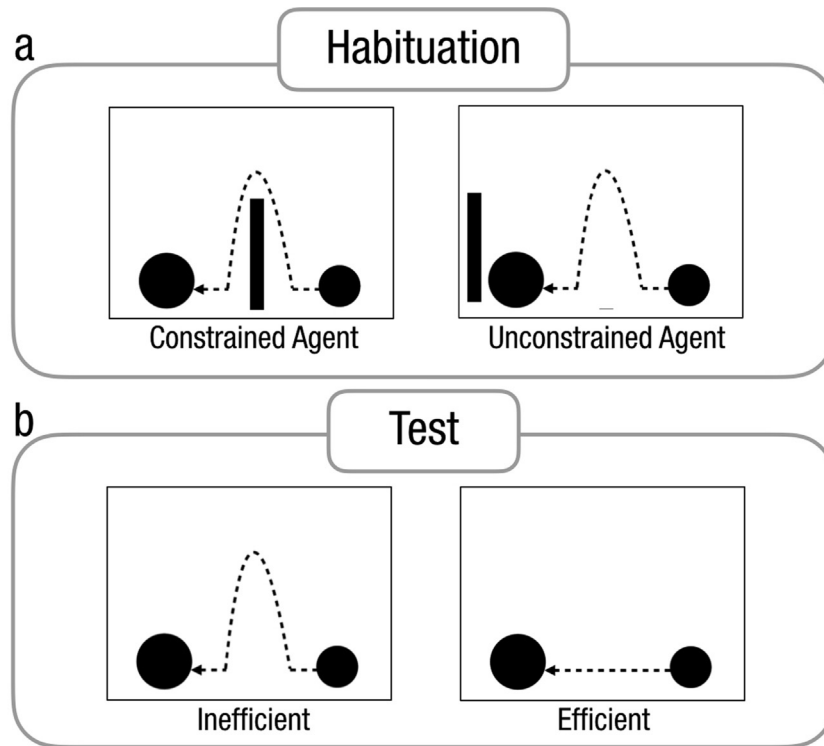 a
Habituation
Constrained Agent
Unconstrained Agent
b
Test
Inefficient
Efficient